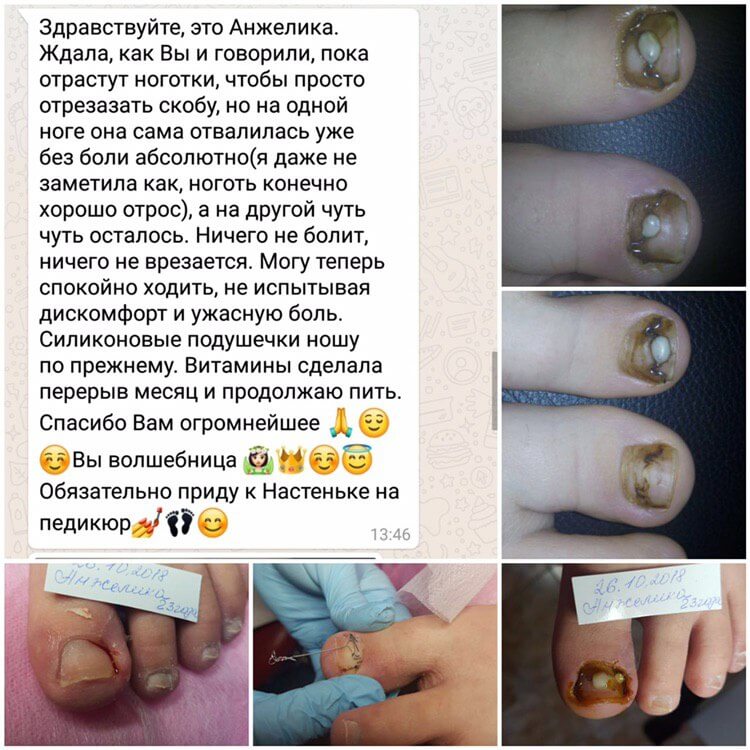 Здравствуйте, это Анжелика.
Ждала, как Вы и говорили, пока
отрастут ноготки, чтобы просто
отрезазать скобу, но на одной
ноге она сама отвалилась уже
без боли абсолютно(я даже не
заметила как, ноготь конечно
хорошо отрос), а на другой чуть
чуть осталось. Ничего не болит,
ничего не врезается. Могу теперь
спокойно ходить, не испытывая
дискомфорт и ужасную боль.
Силиконовые подушечки ношу
по прежнему. Витамины сделала
перерыв месяц и продолжаю пить.
Спасибо Вам огромнейшее 🙏😌
☺️Вы волшебница 👰👑☺️😇
Обязательно приду к Настеньке на
педикюр💅👣😊
13:46
26.10.2018
Анжелика
23года
26.10.2018
Анжелика
23года